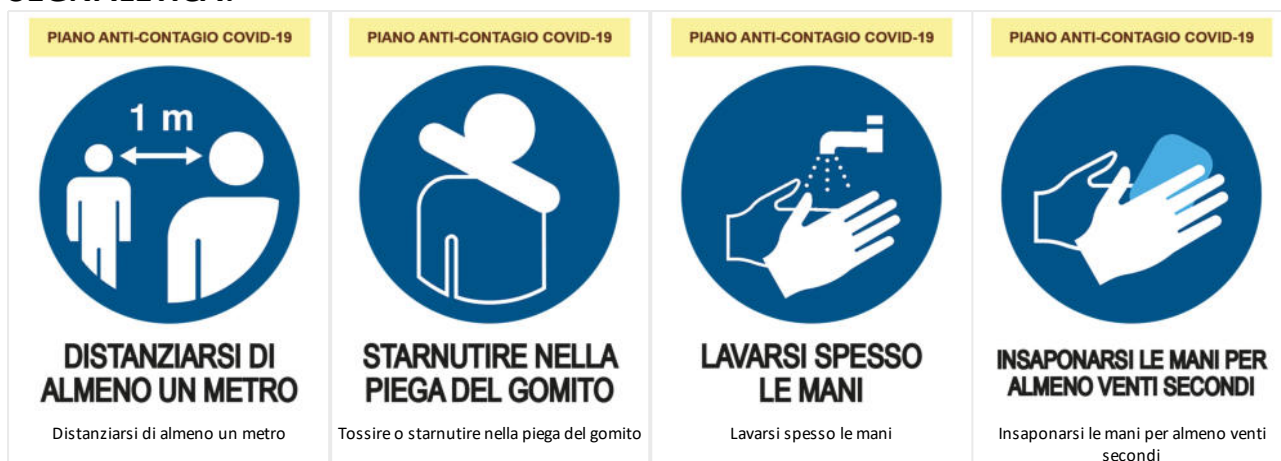 SEGNALETICA:
PIANO ANTI-CONTAGIO COVID-19
1 m
DISTANZIARSI DI
ALMENO UN METRO
Distanziarsi di almeno un metro
PIANO ANTI-CONTAGIO COVID-19
STARNUTIRE NELLA
PIEGA DEL GOMITO
Tossire o starnutire nella piega del gomito
PIANO ANTI-CONTAGIO COVID-19
LAVARSI SPESSO
LE MANI
Lavarsi spesso le mani
PIANO ANTI-CONTAGIO COVID-19
INSAPONARSI LE MANI PER
ALMENO VENTI SECONDI
Insaponarsi le mani per almeno venti
secondi